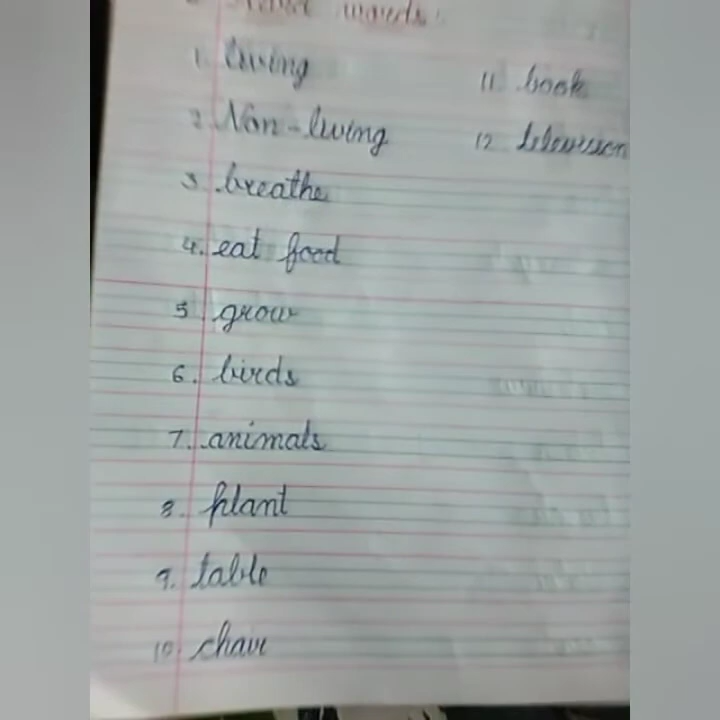 words:
1. living
2. Non-living
3. breathe
4. eat food
5. grow
6. birds
7. animals
8. plant
9. table
10. chair
11. book
12 television